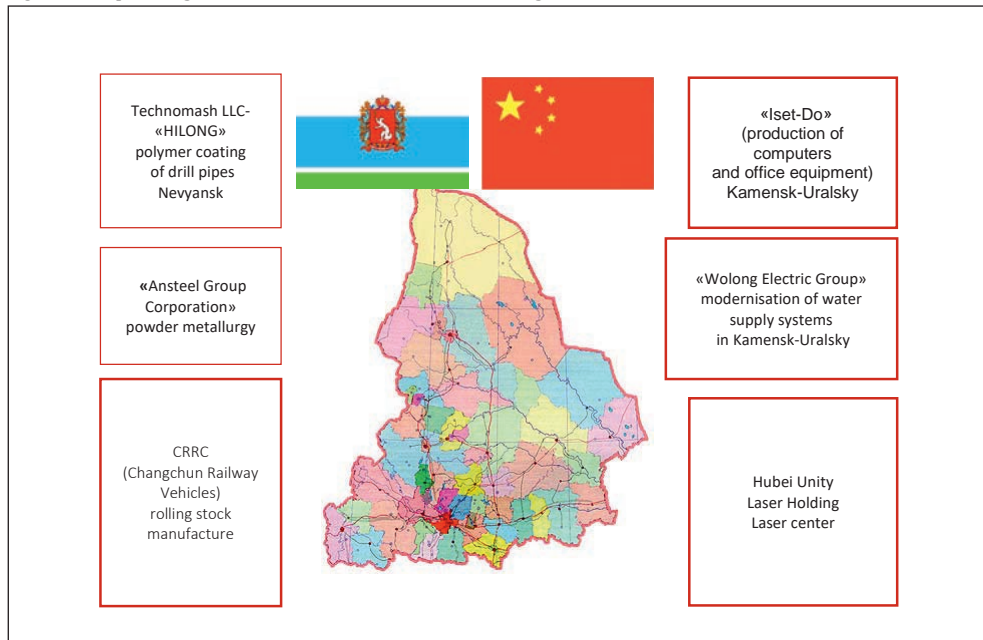 Technomash LLC-
«HILONG»
polymer coating
of drill pipes
Nevyansk
«Ansteel Group
Corporation»
powder metallurgy
CRRC
(Changchun Railway
Vehicles)
rolling stock
manufacture
«Iset-Do»
(production of
computers
and office equipment)
Kamensk-Uralsky
«Wolong Electric Group»
modernisation of water
supply systems
in Kamensk-Uralsky
Hubei Unity
Laser Holding
Laser center